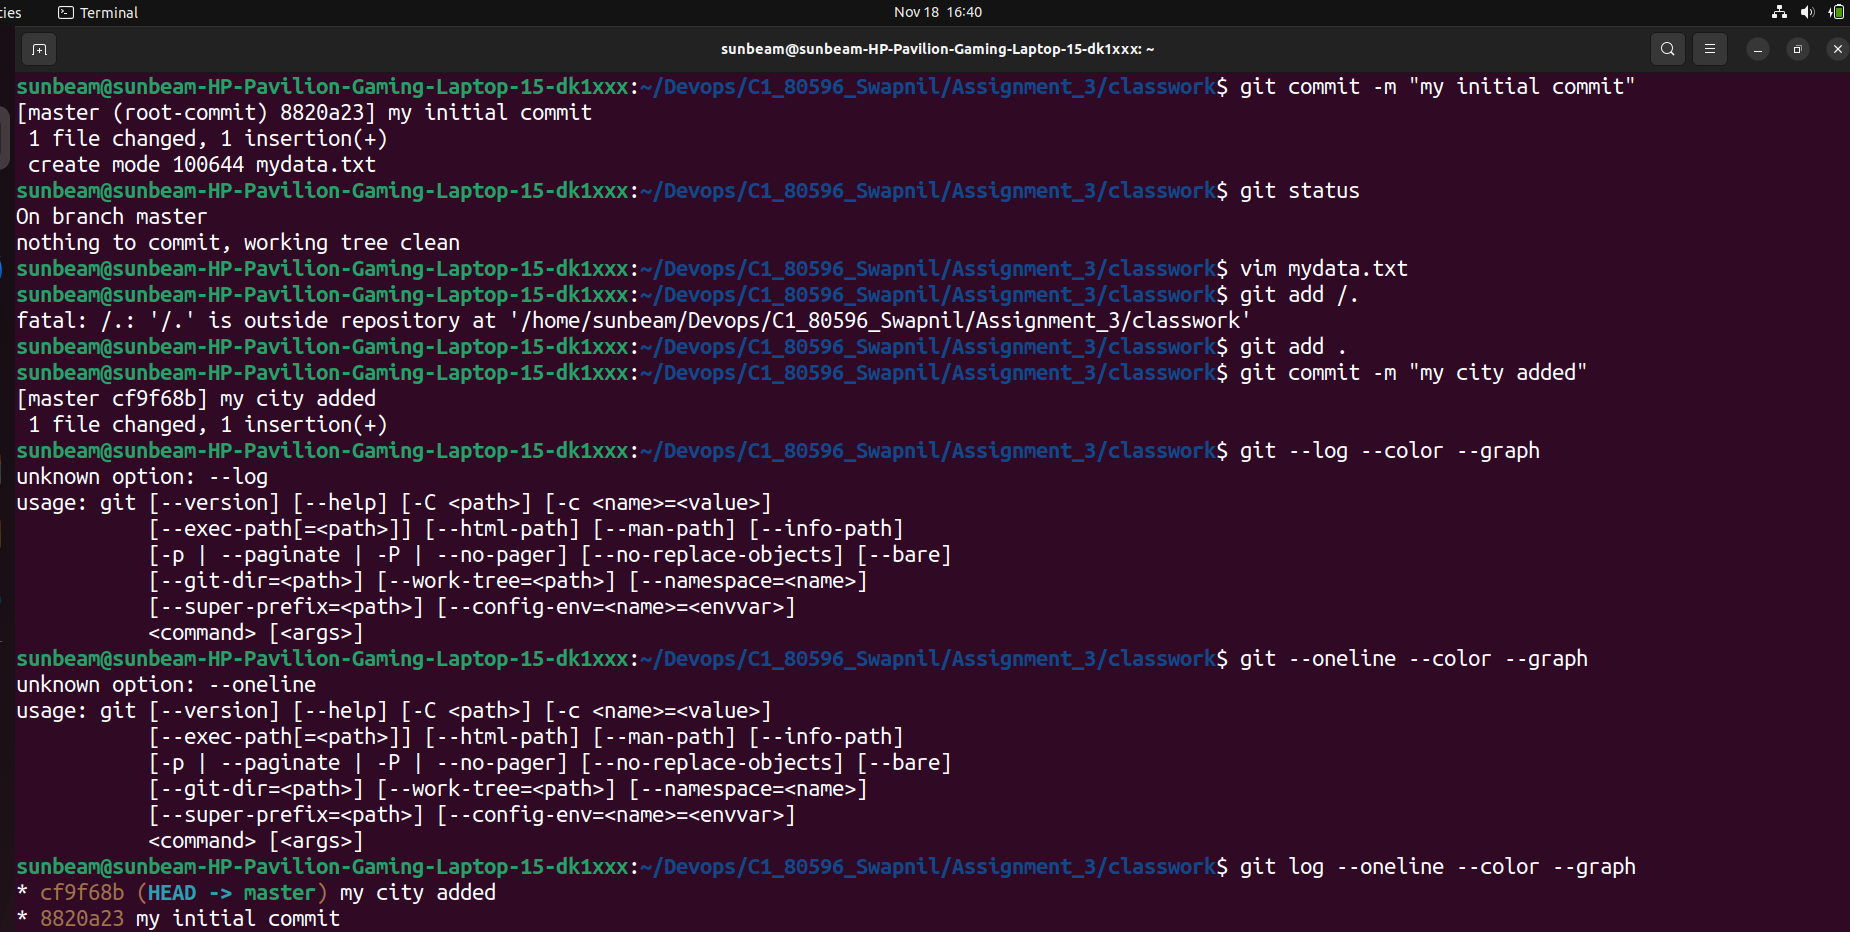 ies Terminal Nov 18 16:40
sunbeam@sunbeam-HP-Pavilion-Gaming-Laptop-15-dk1xxx: ~
sunbeam@sunbeam-HP-Pavilion-Gaming-Laptop-15-dk1xxx:~/Devops/C1_80596_Swapnil/Assignment_3/classwork$ git commit -m "my initial commit"
[master (root-commit) 8820a23] my initial commit
 1 file changed, 1 insertion(+)
 create mode 100644 mydata.txt
sunbeam@sunbeam-HP-Pavilion-Gaming-Laptop-15-dk1xxx:~/Devops/C1_80596_Swapnil/Assignment_3/classwork$ git status
On branch master
nothing to commit, working tree clean
sunbeam@sunbeam-HP-Pavilion-Gaming-Laptop-15-dk1xxx:~/Devops/C1_80596_Swapnil/Assignment_3/classwork$ vim mydata.txt
sunbeam@sunbeam-HP-Pavilion-Gaming-Laptop-15-dk1xxx:~/Devops/C1_80596_Swapnil/Assignment_3/classwork$ git add /.
fatal: /.: '/.' is outside repository at '/home/sunbeam/Devops/C1_80596_Swapnil/Assignment_3/classwork'
sunbeam@sunbeam-HP-Pavilion-Gaming-Laptop-15-dk1xxx:~/Devops/C1_80596_Swapnil/Assignment_3/classwork$ git add .
sunbeam@sunbeam-HP-Pavilion-Gaming-Laptop-15-dk1xxx:~/Devops/C1_80596_Swapnil/Assignment_3/classwork$ git commit -m "my city added"
[master cf9f68b] my city added
 1 file changed, 1 insertion(+)
sunbeam@sunbeam-HP-Pavilion-Gaming-Laptop-15-dk1xxx:~/Devops/C1_80596_Swapnil/Assignment_3/classwork$ git --log --color --graph
unknown option: --log
usage: git [--version] [--help] [-C <path>] [-c <name>=<value>]
           [--exec-path[=<path>]] [--html-path] [--man-path] [--info-path]
           [-p | --paginate | -P | --no-pager] [--no-replace-objects] [--bare]
           [--git-dir=<path>] [--work-tree=<path>] [--namespace=<name>]
           [--super-prefix=<path>] [--config-env=<name>=<envvar>]
           <command> [<args>]
sunbeam@sunbeam-HP-Pavilion-Gaming-Laptop-15-dk1xxx:~/Devops/C1_80596_Swapnil/Assignment_3/classwork$ git --oneline --color --graph
unknown option: --oneline
usage: git [--version] [--help] [-C <path>] [-c <name>=<value>]
           [--exec-path[=<path>]] [--html-path] [--man-path] [--info-path]
           [-p | --paginate | -P | --no-pager] [--no-replace-objects] [--bare]
           [--git-dir=<path>] [--work-tree=<path>] [--namespace=<name>]
           [--super-prefix=<path>] [--config-env=<name>=<envvar>]
           <command> [<args>]
sunbeam@sunbeam-HP-Pavilion-Gaming-Laptop-15-dk1xxx:~/Devops/C1_80596_Swapnil/Assignment_3/classwork$ git log --oneline --color --graph
* cf9f68b (HEAD -> master) my city added
* 8820a23 my initial commit